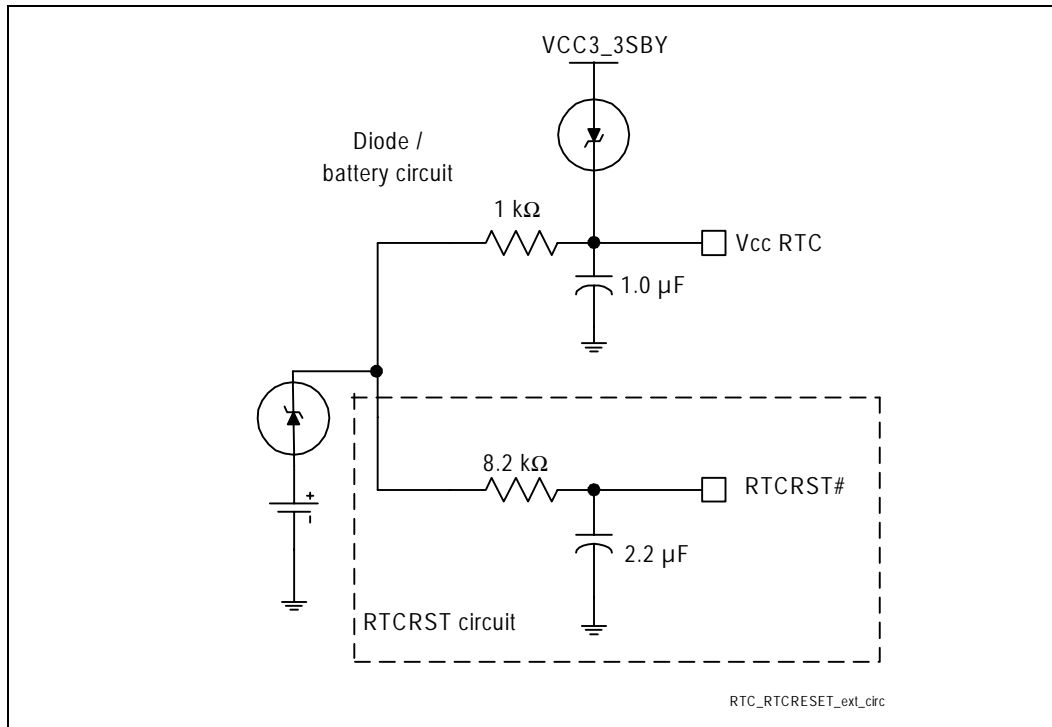 VCC3_3SBY
Diode /
battery circuit
1 kΩ
Vcc RTC
1.0 µF
8.2 kΩ
RTCRST#
+
2.2 µF
RTCRST circuit
RTC_RTCRESET_ext_circ